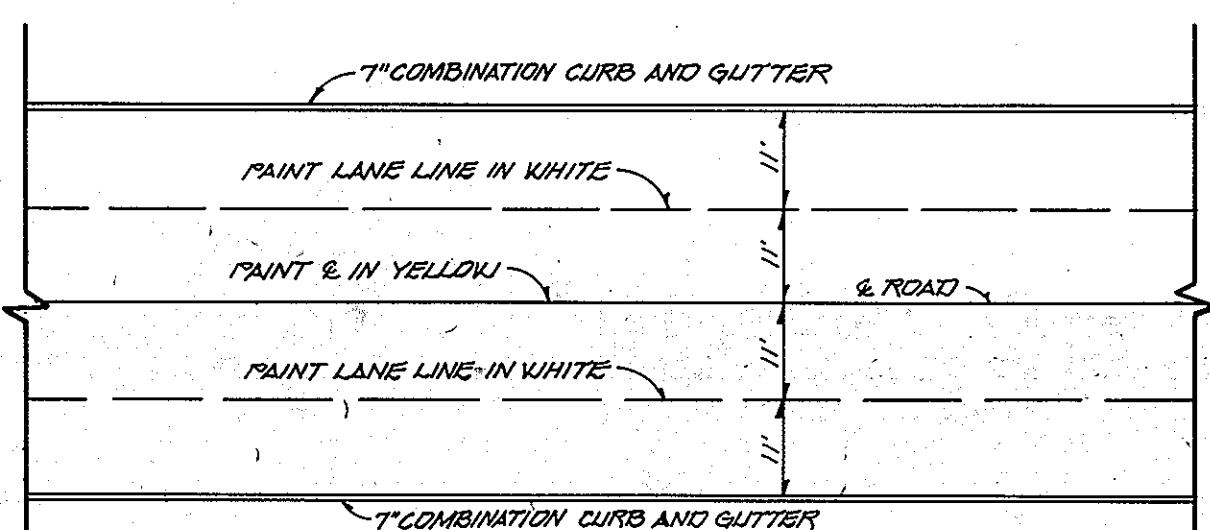 7" COMBINATION CURB AND GUTTER
11'
PAINT LANE LINE IN WHITE
11'
PAINT ℄ IN YELLOW
℄ ROAD
11'
PAINT LANE LINE IN WHITE
11'
7" COMBINATION CURB AND GUTTER